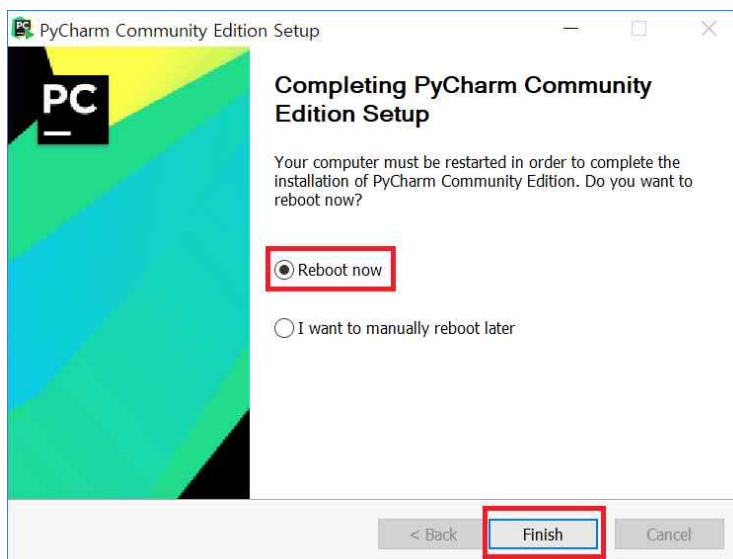 PyCharm Community Edition Setup
PC
Completing PyCharm Community
Edition Setup
Your computer must be restarted in order to complete the
installation of PyCharm Community Edition. Do you want to
reboot now?
Reboot now
I want to manually reboot later
< Back Finish Cancel